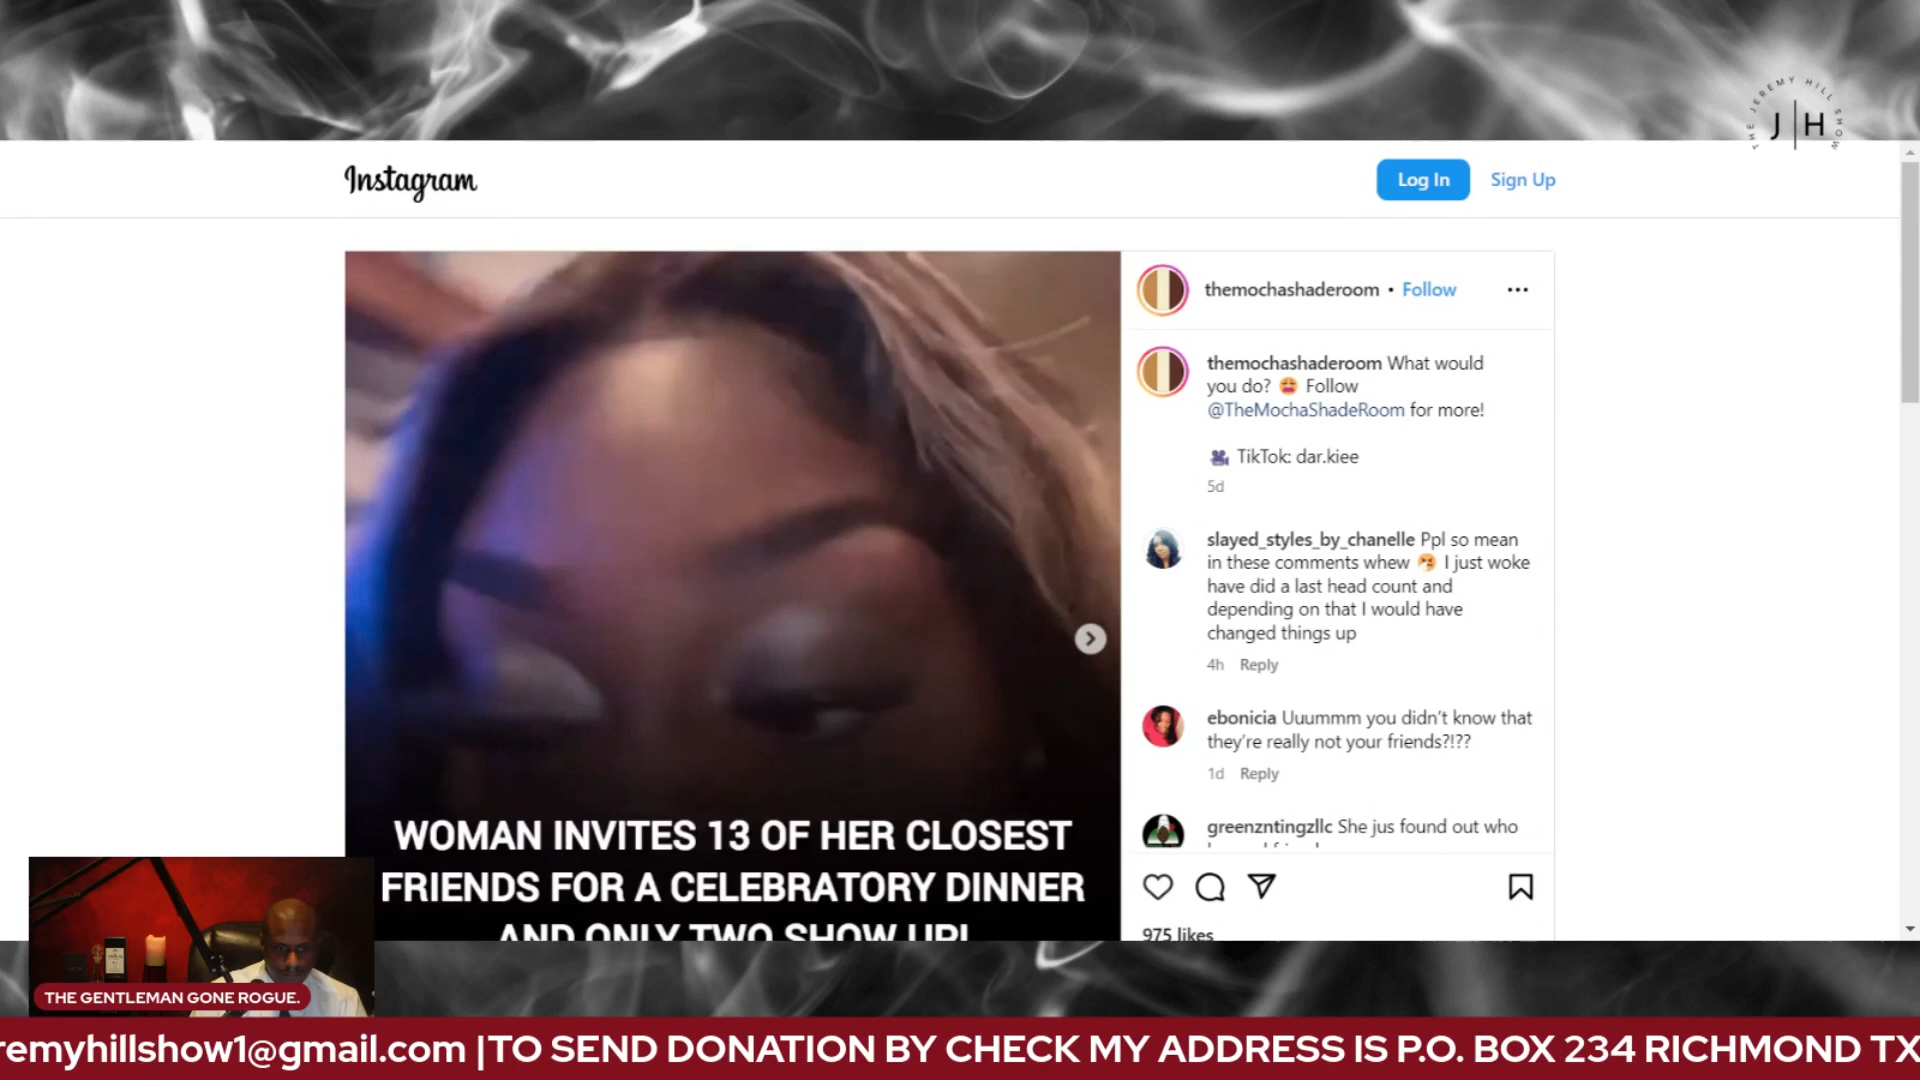 THE JEREMY HILL SHOW
J|H
Instagram
Log In
Sign Up
themochashaderoom • Follow
themochashaderoom What would
you do? Follow
@TheMochaShadeRoom for more!
TikTok: dar.kiee
5d
slayed_styles_by_chanelle Ppl so mean
in these comments whew I just woke
have did a last head count and
depending on that I would have
changed things up
4h Reply
ebonicia Uuummm you didn't know that
they're really not your friends?!??
1d Reply
greenzntingzllc She jus found out who
975 likes
WOMAN INVITES 13 OF HER CLOSEST
FRIENDS FOR A CELEBRATORY DINNER
AND ONLY TWO SHOW UP!
THE GENTLEMAN GONE ROGUE.
remyhillshow1@gmail.com |TO SEND DONATION BY CHECK MY ADDRESS IS P.O. BOX 234 RICHMOND TX